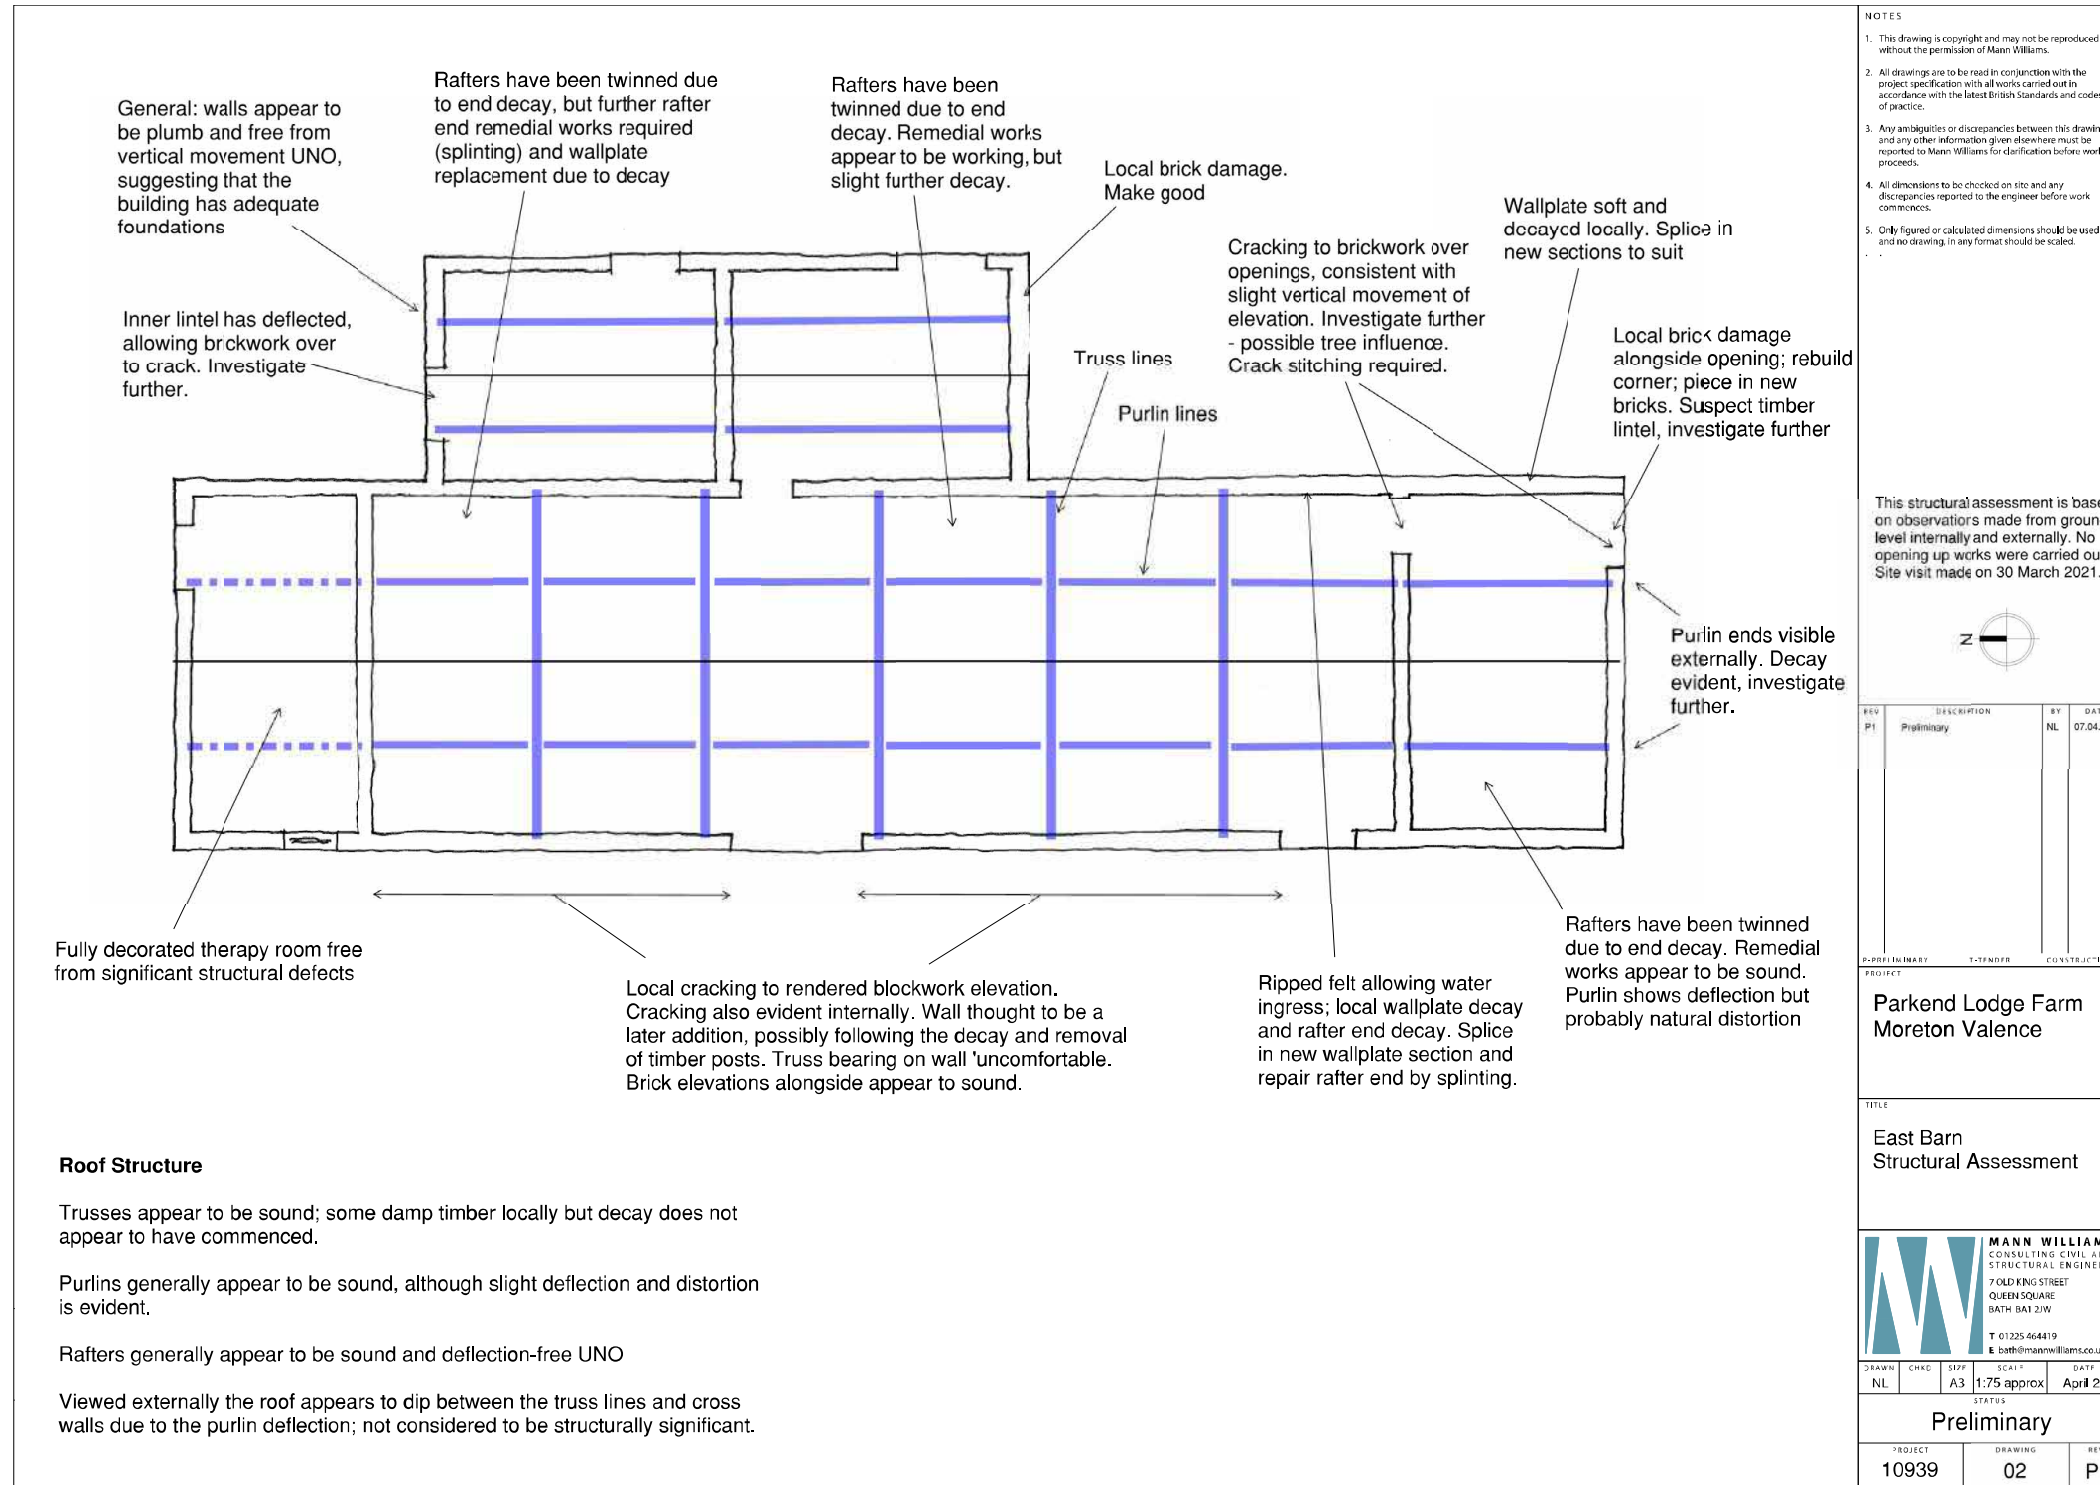 General: walls appear to
be plumb and free from
vertical movement UNO,
suggesting that the
building has adequate
foundations
Rafters have been twinned due
to end decay, but further rafter
end remedial works required
(splinting) and wallplate
replacement due to decay
Rafters have been
twinned due to end
decay. Remedial works
appear to be working, but
slight further decay.
Local brick damage.
Make good
Inner lintel has deflected,
allowing brickwork over
to crack. Investigate
further.
Truss lines
Purlin lines
Cracking to brickwork over
openings, consistent with
slight vertical movement of
elevation. Investigate further
- possible tree influence.
Crack stitching required.
Wallplate soft and
decayed locally. Splice in
new sections to suit
Local brick damage
alongside opening; rebuild
corner; piece in new
bricks. Suspect timber
lintel, investigate further
Purlin ends visible
externally. Decay
evident, investigate
further.
Fully decorated therapy room free
from significant structural defects
Local cracking to rendered blockwork elevation.
Cracking also evident internally. Wall thought to be a
later addition, possibly following the decay and removal
of timber posts. Truss bearing on wall 'uncomfortable.
Brick elevations alongside appear to sound.
Ripped felt allowing water
ingress; local wallplate decay
and rafter end decay. Splice
in new wallplate section and
repair rafter end by splinting.
Rafters have been twinned
due to end decay. Remedial
works appear to be sound.
Purlin shows deflection but
probably natural distortion
Roof Structure
Trusses appear to be sound; some damp timber locally but decay does not
appear to have commenced.
Purlins generally appear to be sound, although slight deflection and distortion
is evident.
Rafters generally appear to be sound and deflection-free UNO
Viewed externally the roof appears to dip between the truss lines and cross
walls due to the purlin deflection; not considered to be structurally significant.
NOTES
1. This drawing is copyright and may not be reproduced
without the permission of Mann Williams.
2. All drawings are to be read in conjunction with the
project specification with all works carried out in
accordance with the latest British Standards and codes
of practice.
3. Any ambiguities or discrepancies between this drawin
and any other information given elsewhere must be
reported to Mann Williams for clarification before work
proceeds.
4. All dimensions to be checked on site and any
discrepancies reported to the engineer before work
commences.
5. Only figured or calculated dimensions should be used
and no drawing, in any format should be scaled.
This structural assessment is base
on observations made from groun
level internally and externally. No
opening up works were carried ou
Site visit made on 30 March 2021.
N
REV DESCRIPTION BY DAT
P1 Preliminary NL 07.04.
P-PRELIMINARY T-TENDER CONSTRUCTI
PROJECT
Parkend Lodge Farm
Moreton Valence
TITLE
East Barn
Structural Assessment
MANN WILLIAM
CONSULTING CIVIL A
STRUCTURAL ENGINE
7 OLD KING STREET
QUEEN SQUARE
BATH BA1 2JW
T 01225 464419
E bath@mannwilliams.co.u
DRAWN CHKD SIZE SCALE DATE
NL A3 1:75 approx April 2
STATUS
Preliminary
PROJECT DRAWING RE
10939 02 P